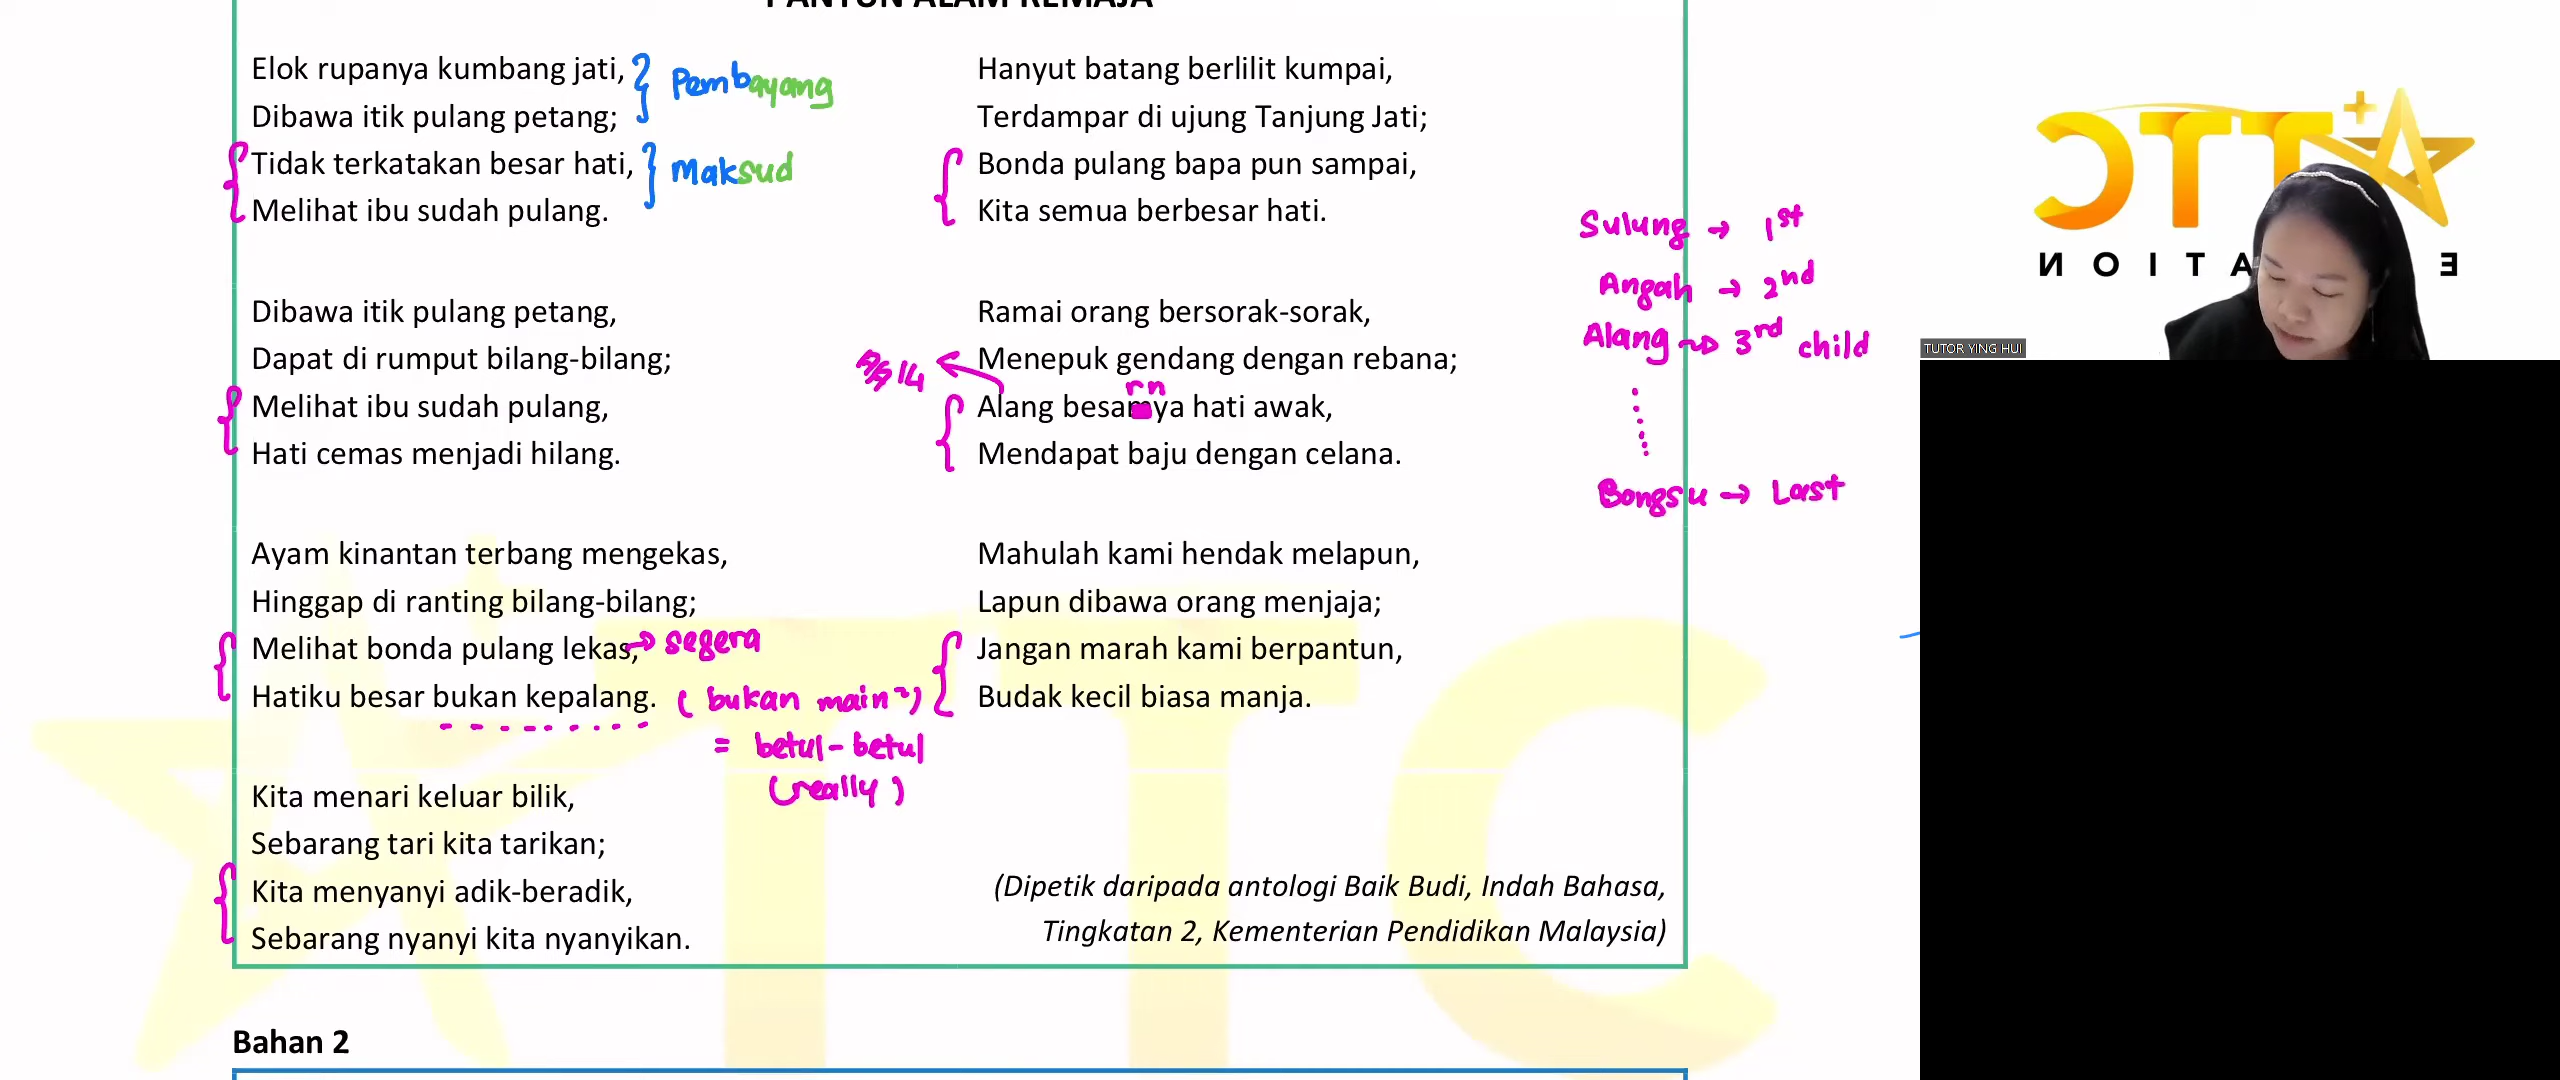 PANTUN ALAM REMAJA
Elok rupanya kumbang jati,
Dibawa itik pulang petang;
Pembayang
Tidak terkatakan besar hati,
Melihat ibu sudah pulang.
Maksud
Dibawa itik pulang petang,
Dapat di rumput bilang-bilang;
Melihat ibu sudah pulang,
Hati cemas menjadi hilang.
Ayam kinantan terbang mengekas,
Hinggap di ranting bilang-bilang;
Melihat bonda pulang lekas, → segera
Hatiku besar bukan kepalang. ( bukan main²)
= betul-betul
(really)
Kita menari keluar bilik,
Sebarang tari kita tarikan;
Kita menyanyi adik-beradik,
Sebarang nyanyi kita nyanyikan.
Hanyut batang berlilit kumpai,
Terdampar di ujung Tanjung Jati;
Bonda pulang bapa pun sampai,
Kita semua berbesar hati.
Ramai orang bersorak-sorak,
Menepuk gendang dengan rebana;
rn
Alang besarnya hati awak,
Mendapat baju dengan celana.
Mahulah kami hendak melapun,
Lapun dibawa orang menjaja;
Jangan marah kami berpantun,
Budak kecil biasa manja.
(Dipetik daripada antologi Baik Budi, Indah Bahasa,
Tingkatan 2, Kementerian Pendidikan Malaysia)
Sulung → 1st
Angah → 2nd
Alang → 3rd child
Bongsu → Last
TTC
TUTOR YING HUI
Bahan 2